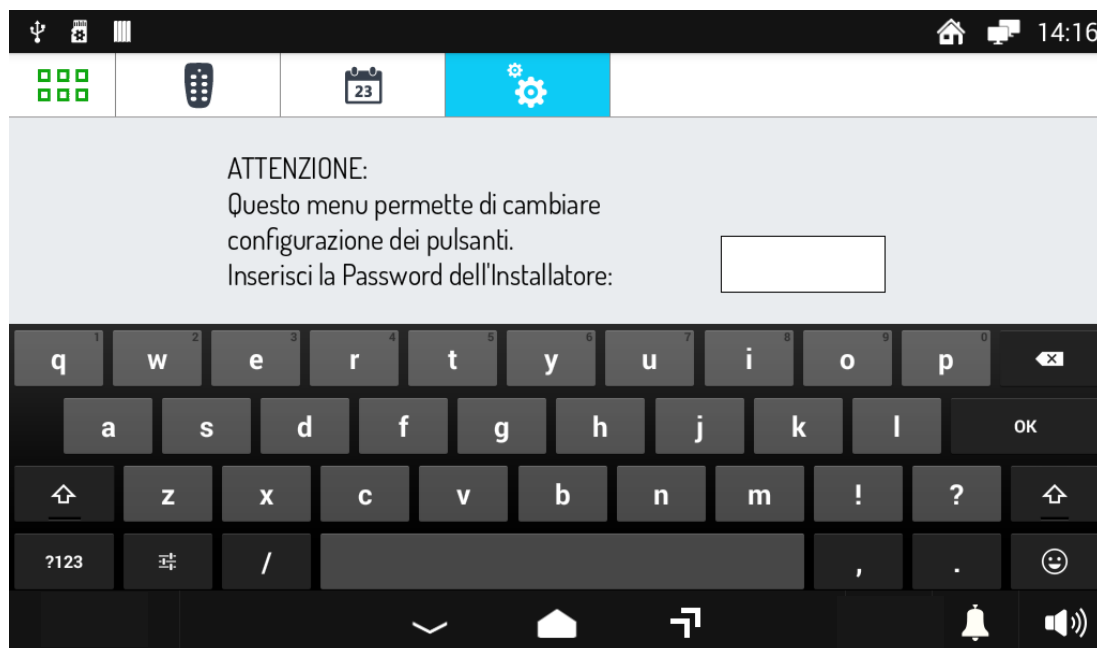 14:16
23
ATTENZIONE:
Questo menu permette di cambiare
configurazione dei pulsanti.
Inserisci la Password dell'Installatore:
1 2 3 4 5 6 7 8 9 0
q w e r t y u i o p
a s d f g h j k l OK
z x c v b n m ! ?
?123 / , .